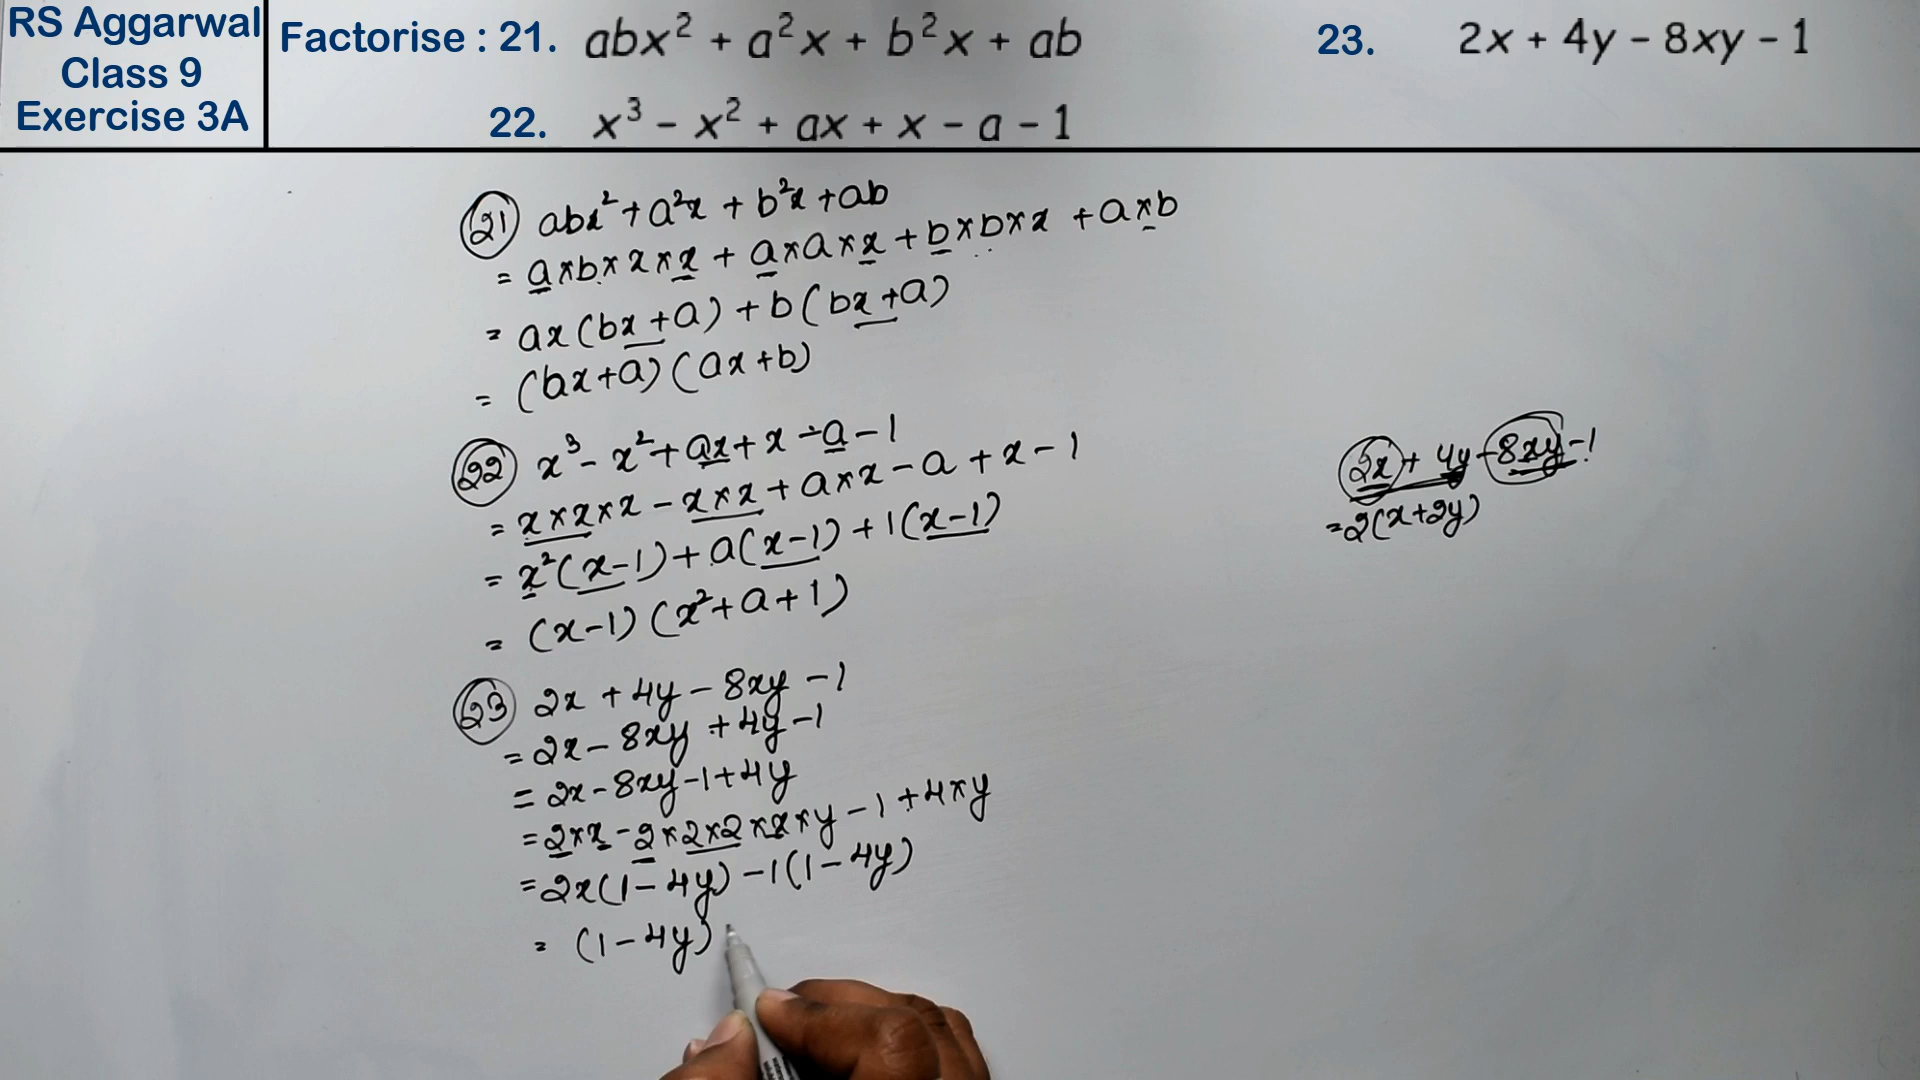 RS Aggarwal
Class 9
Exercise 3A
Factorise : 21. abx² + a²x + b²x + ab
23. 2x + 4y - 8xy - 1
22. x³ - x² + ax + x - a - 1
21 abx² + a²x + b²x + ab
= a×b×x×x + a×a×x + b×b×x + a×b
= ax(bx+a) + b(bx+a)
= (bx+a)(ax+b)
22 x³ - x² + ax + x - a - 1
= x×x×x - x×x + a×x - a + x - 1
= x²(x-1) + a(x-1) + 1(x-1)
= (x-1)(x² + a + 1)
23 2x + 4y - 8xy - 1
= 2x - 8xy + 4y - 1
= 2x - 8xy - 1 + 4y
= 2×x - 2×2×2×x×y - 1 + 4×y
= 2x(1-4y) - 1(1-4y)
= (1-4y)
2x + 4y - 8xy - 1
= 2(x+2y)